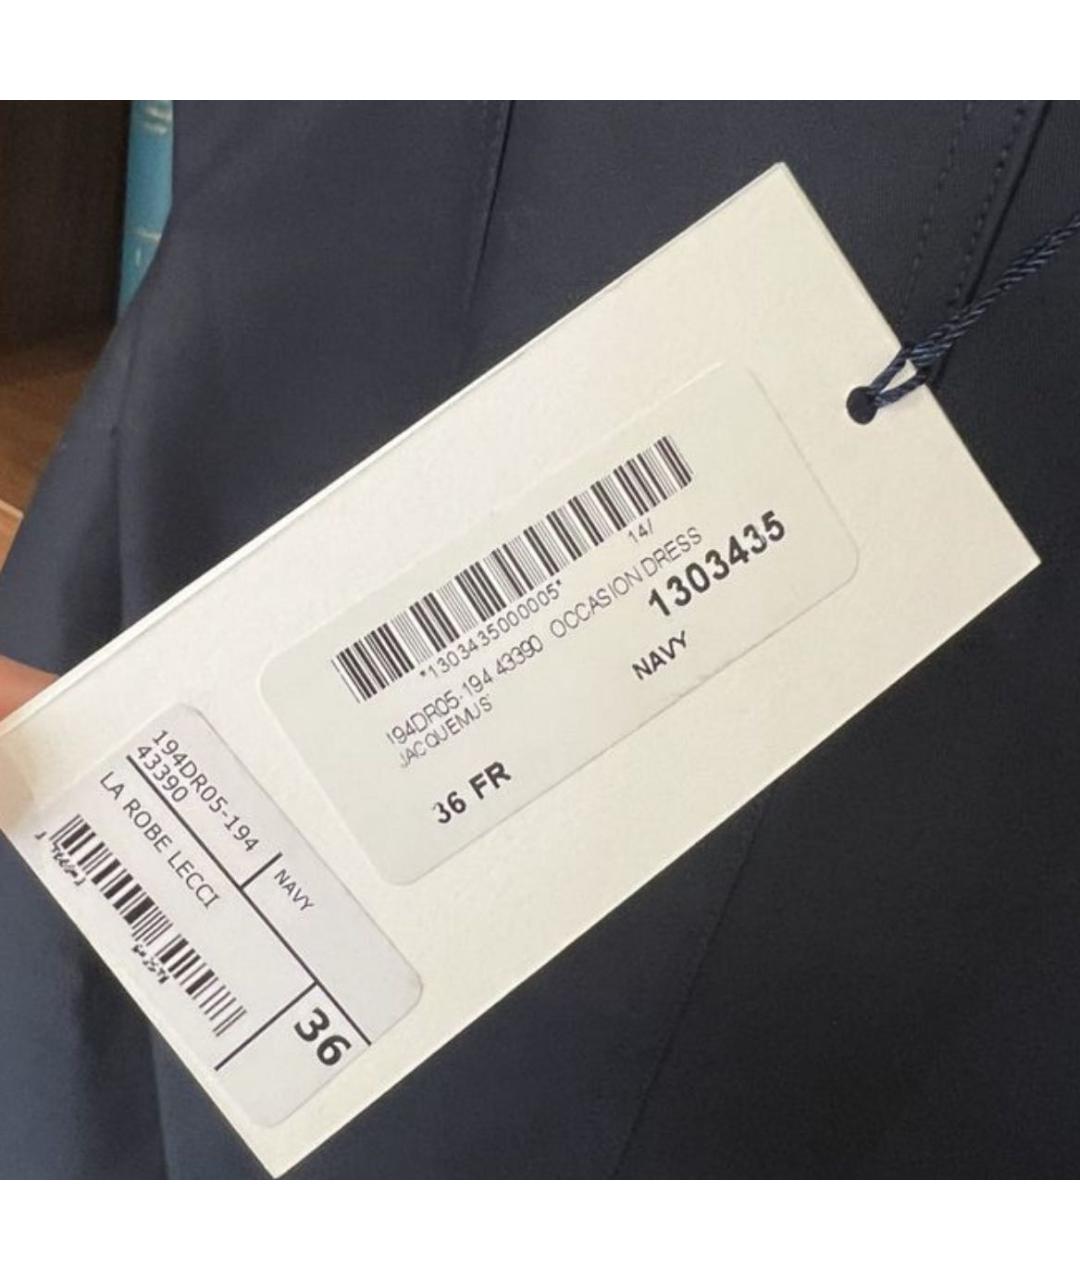 14/
*1303435000005*
194DR05-194 43390 OCCASION DRESS
JACQUEMUS
1303435
NAVY
36 FR
194DR05-194
43390
NAVY
LA ROBE LECCI
36